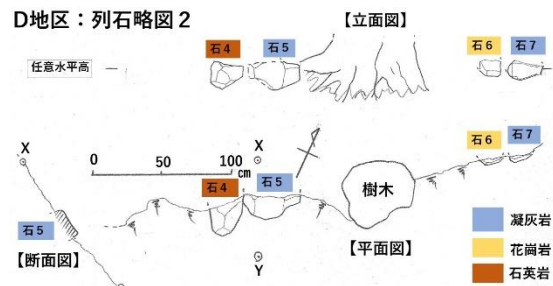 D地区：列石略図2
【立面図】
石4
石5
石6
石7
任意水平高
X
0
50
100
cm
X
石4
石5
石6
石7
樹木
石5
【断面図】
【平面図】
Y
凝灰岩
花崗岩
石英岩